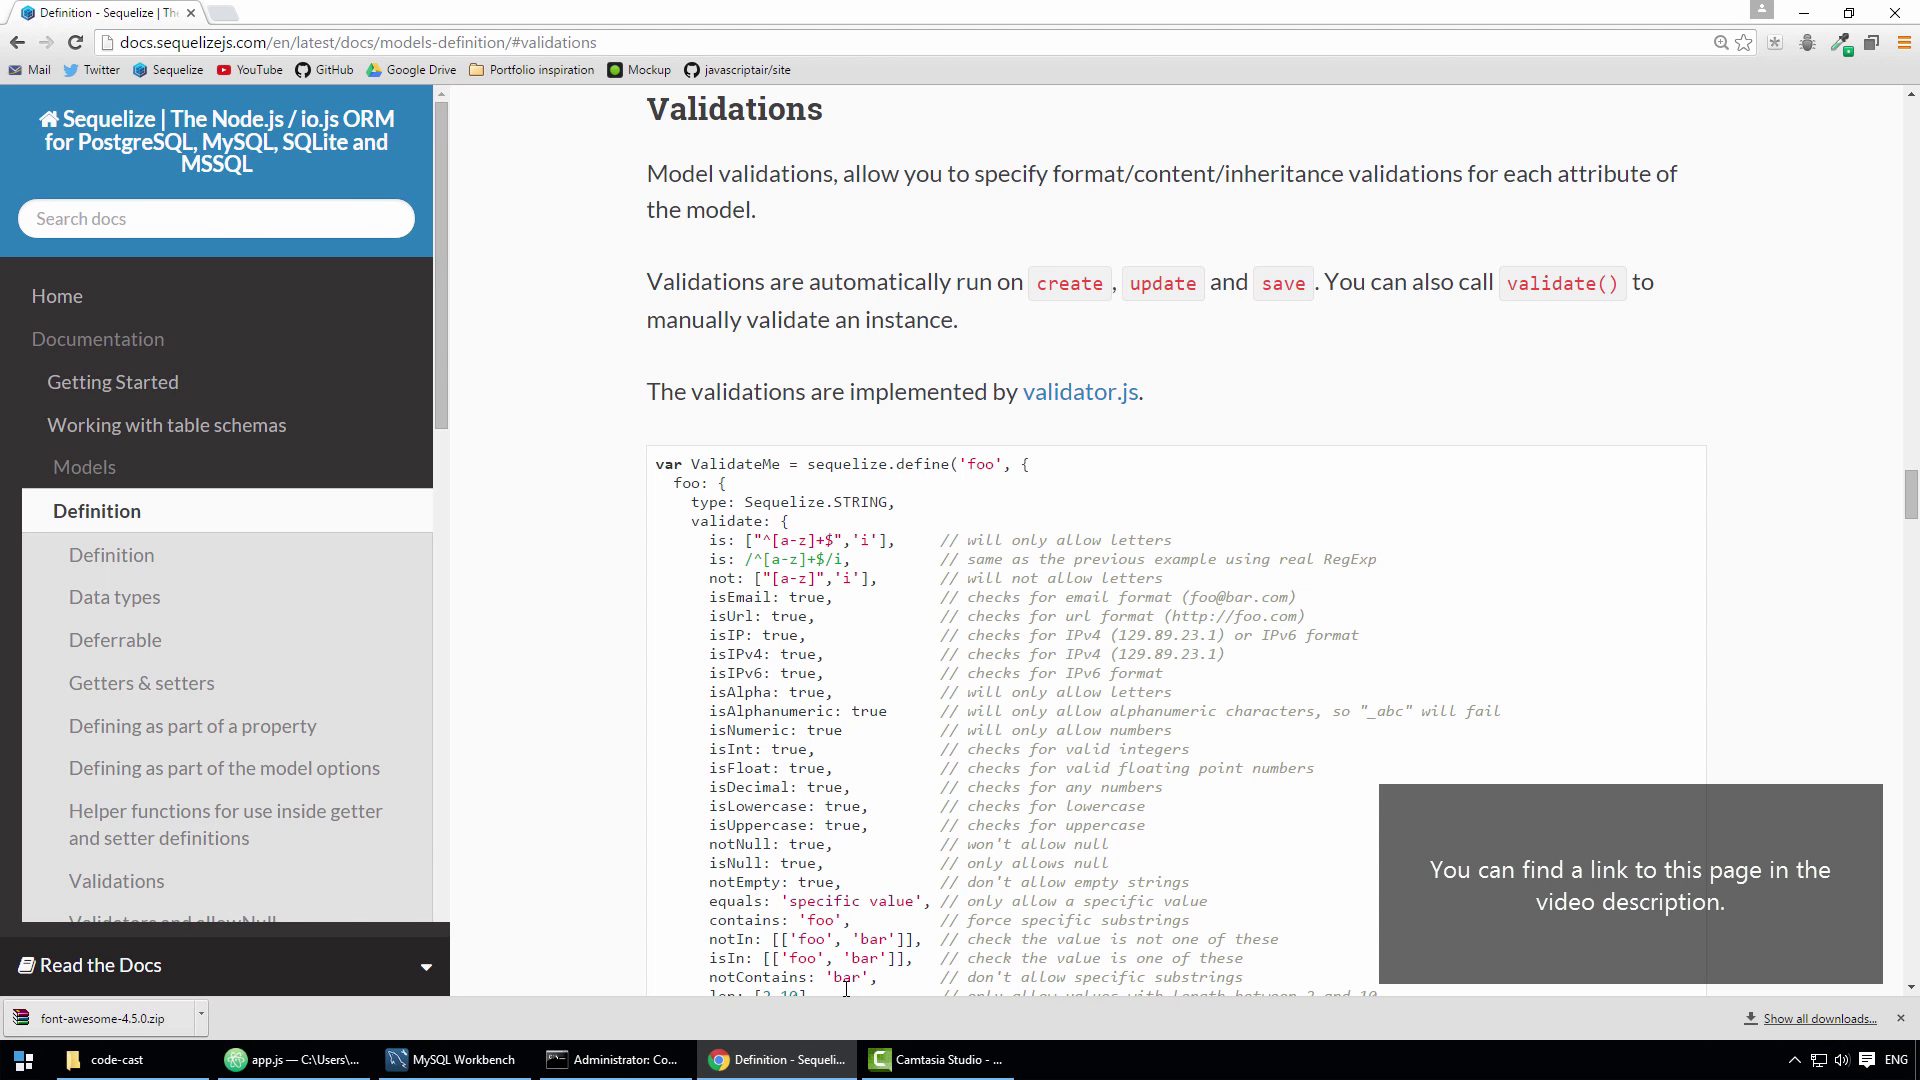 Definition - Sequelize | The
docs.sequelizejs.com/en/latest/docs/models-definition/#validations
Mail Twitter Sequelize YouTube GitHub Google Drive Portfolio inspiration Mockup javascriptair/site
Sequelize | The Node.js / io.js ORM
for PostgreSQL, MySQL, SQLite and
MSSQL
Search docs
Home
Documentation
Getting Started
Working with table schemas
Models
Definition
Definition
Data types
Deferrable
Getters & setters
Defining as part of a property
Defining as part of the model options
Helper functions for use inside getter
and setter definitions
Validations
Validators and allowNull
Read the Docs
Validations
Model validations, allow you to specify format/content/inheritance validations for each attribute of
the model.
Validations are automatically run on create, update and save. You can also call validate() to
manually validate an instance.
The validations are implemented by validator.js.
var ValidateMe = sequelize.define('foo', {
foo: {
type: Sequelize.STRING,
validate: {
is: ["^[a-z]+$",'i'], // will only allow letters
is: /^[a-z]+$/i, // same as the previous example using real RegExp
not: ["[a-z]",'i'], // will not allow letters
isEmail: true, // checks for email format (foo@bar.com)
isUrl: true, // checks for url format (http://foo.com)
isIP: true, // checks for IPv4 (129.89.23.1) or IPv6 format
isIPv4: true, // checks for IPv4 (129.89.23.1)
isIPv6: true, // checks for IPv6 format
isAlpha: true, // will only allow letters
isAlphanumeric: true // will only allow alphanumeric characters, so "_abc" will fail
isNumeric: true // will only allow numbers
isInt: true, // checks for valid integers
isFloat: true, // checks for valid floating point numbers
isDecimal: true, // checks for any numbers
isLowercase: true, // checks for lowercase
isUppercase: true, // checks for uppercase
notNull: true, // won't allow null
isNull: true, // only allows null
notEmpty: true, // don't allow empty strings
equals: 'specific value', // only allow a specific value
contains: 'foo', // force specific substrings
notIn: [['foo', 'bar']], // check the value is not one of these
isIn: [['foo', 'bar']], // check the value is one of these
notContains: 'bar', // don't allow specific substrings
len: [2,10], // only allow values with length between 2 and 10
You can find a link to this page in the
video description.
font-awesome-4.5.0.zip
Show all downloads...
code-cast app.js — C:\Users\... MySQL Workbench Administrator: Co... Definition - Sequeli... Camtasia Studio - ... ENG